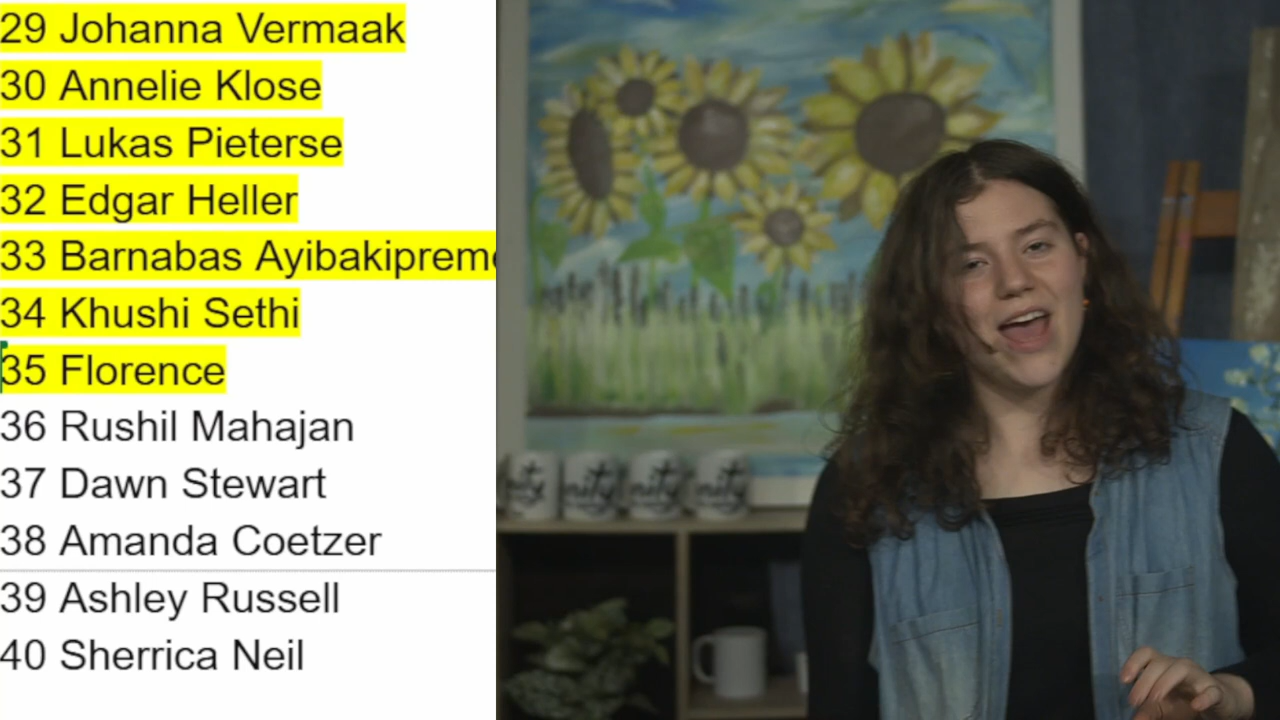 29 Johanna Vermaak
30 Annelie Klose
31 Lukas Pieterse
32 Edgar Heller
33 Barnabas Ayibakipreme
34 Khushi Sethi
35 Florence
36 Rushil Mahajan
37 Dawn Stewart
38 Amanda Coetzer
39 Ashley Russell
40 Sherrica Neil